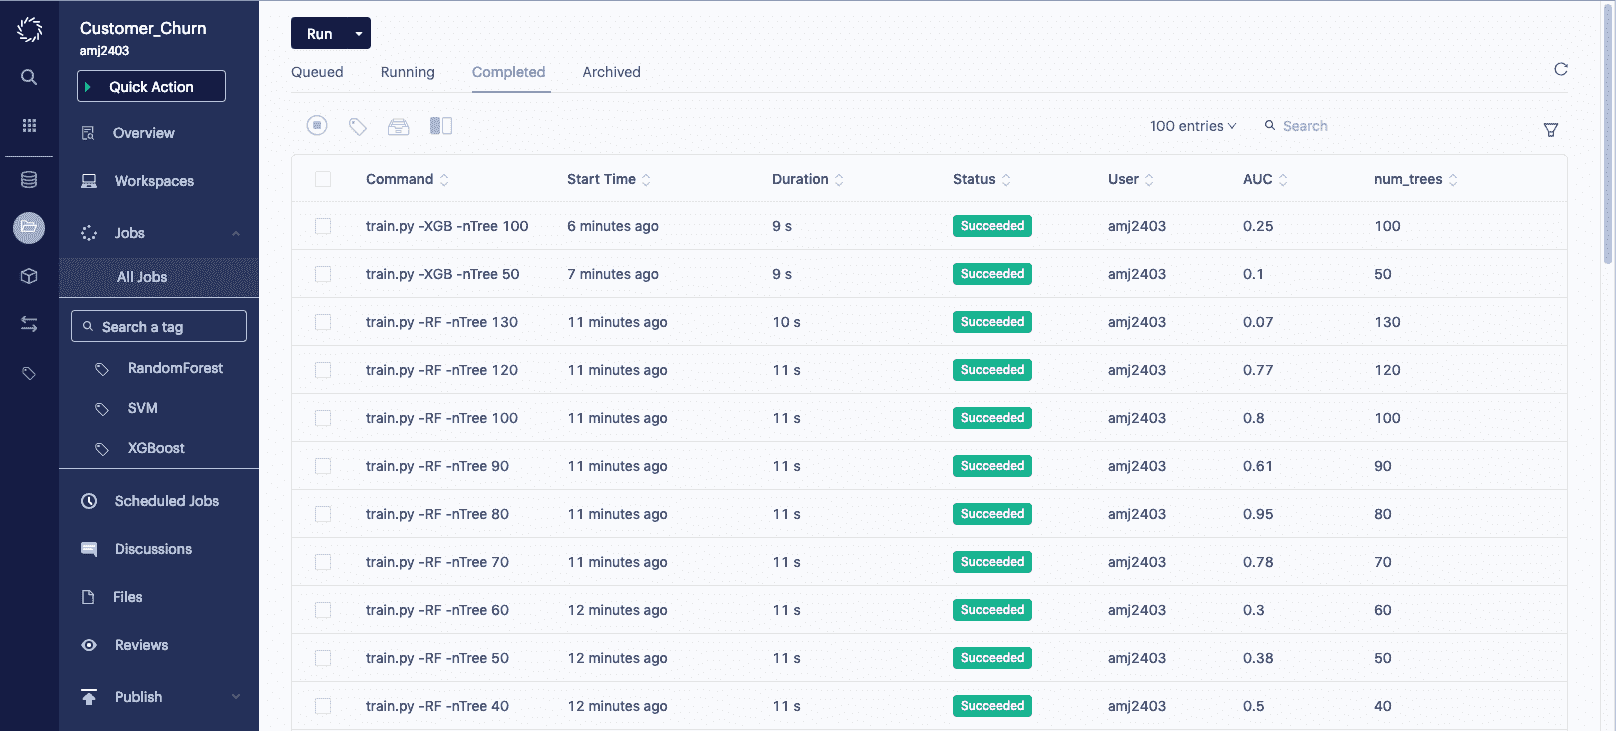 Customer_Churn
amj2403
Quick Action
Overview
Workspaces
Jobs
All Jobs
Search a tag
RandomForest
SVM
XGBoost
Scheduled Jobs
Discussions
Files
Reviews
Publish
Run
Queued Running Completed Archived
100 entries Search
Command Start Time Duration Status User AUC num_trees
train.py -XGB -nTree 100 6 minutes ago 9 s Succeeded amj2403 0.25 100
train.py -XGB -nTree 50 7 minutes ago 9 s Succeeded amj2403 0.1 50
train.py -RF -nTree 130 11 minutes ago 10 s Succeeded amj2403 0.07 130
train.py -RF -nTree 120 11 minutes ago 11 s Succeeded amj2403 0.77 120
train.py -RF -nTree 100 11 minutes ago 11 s Succeeded amj2403 0.8 100
train.py -RF -nTree 90 11 minutes ago 11 s Succeeded amj2403 0.61 90
train.py -RF -nTree 80 11 minutes ago 11 s Succeeded amj2403 0.95 80
train.py -RF -nTree 70 11 minutes ago 11 s Succeeded amj2403 0.78 70
train.py -RF -nTree 60 12 minutes ago 11 s Succeeded amj2403 0.3 60
train.py -RF -nTree 50 12 minutes ago 11 s Succeeded amj2403 0.38 50
train.py -RF -nTree 40 12 minutes ago 11 s Succeeded amj2403 0.5 40